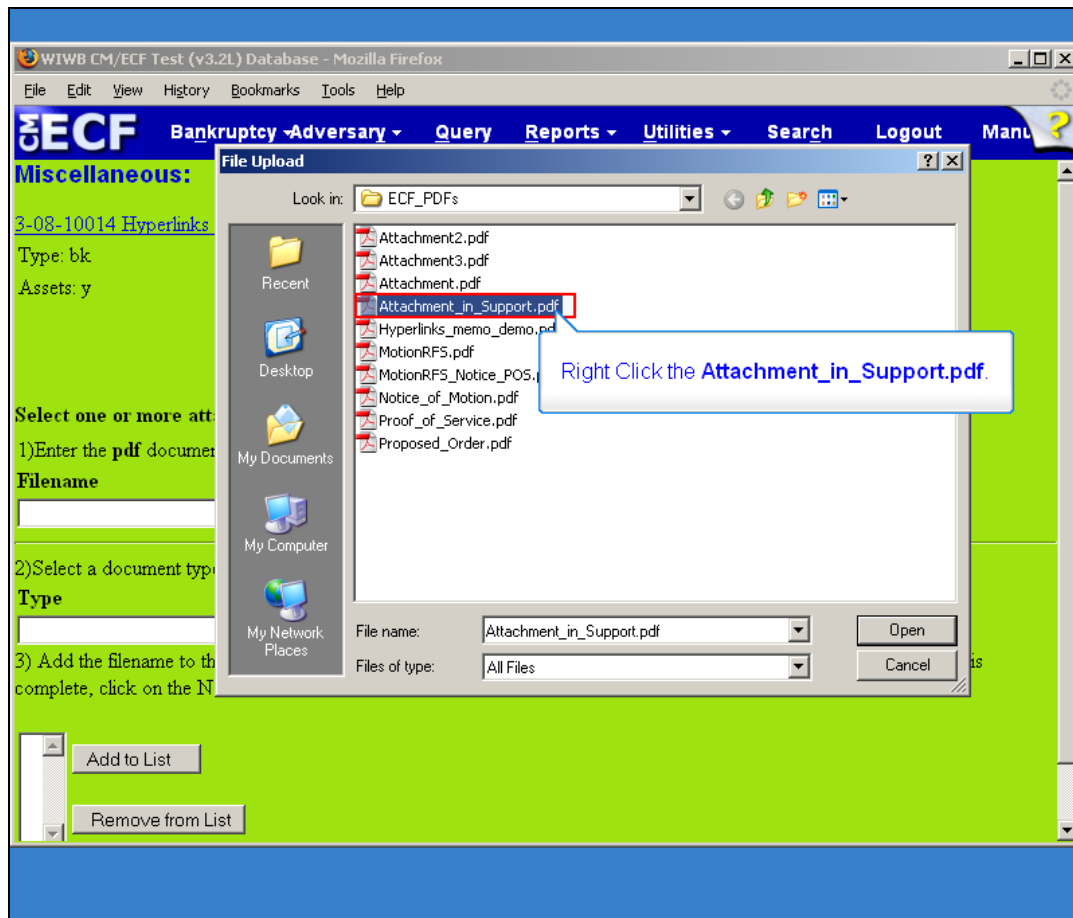 WIWB CM/ECF Test (v3.2L) Database - Mozilla Firefox
File Edit View History Bookmarks Tools Help
CM ECF Bankruptcy Adversary Query Reports Utilities Search Logout
?
Miscellaneous:
3-08-10014 Hyperlinks
Type: bk
Assets: y
Select one or more
1)Enter the pdf
Filename
2)Select a document
Type
3) Add the filename to
is
complete, click on the
Add to List
Remove from List
File Upload
Look in: ECF_PDFs
Recent
Desktop
My Documents
My Computer
My Network
Places
Attachment2.pdf
Attachment3.pdf
Attachment.pdf
Attachment_in_Support.pdf
Hyperlinks_memo_demo.pdf
MotionRFS.pdf
MotionRFS_Notice_POS.
Notice_of_Motion.pdf
Proof_of_Service.pdf
Proposed_Order.pdf
Right Click the Attachment_in_Support.pdf.
File name: Attachment_in_Support.pdf Open
Files of type: All Files Cancel